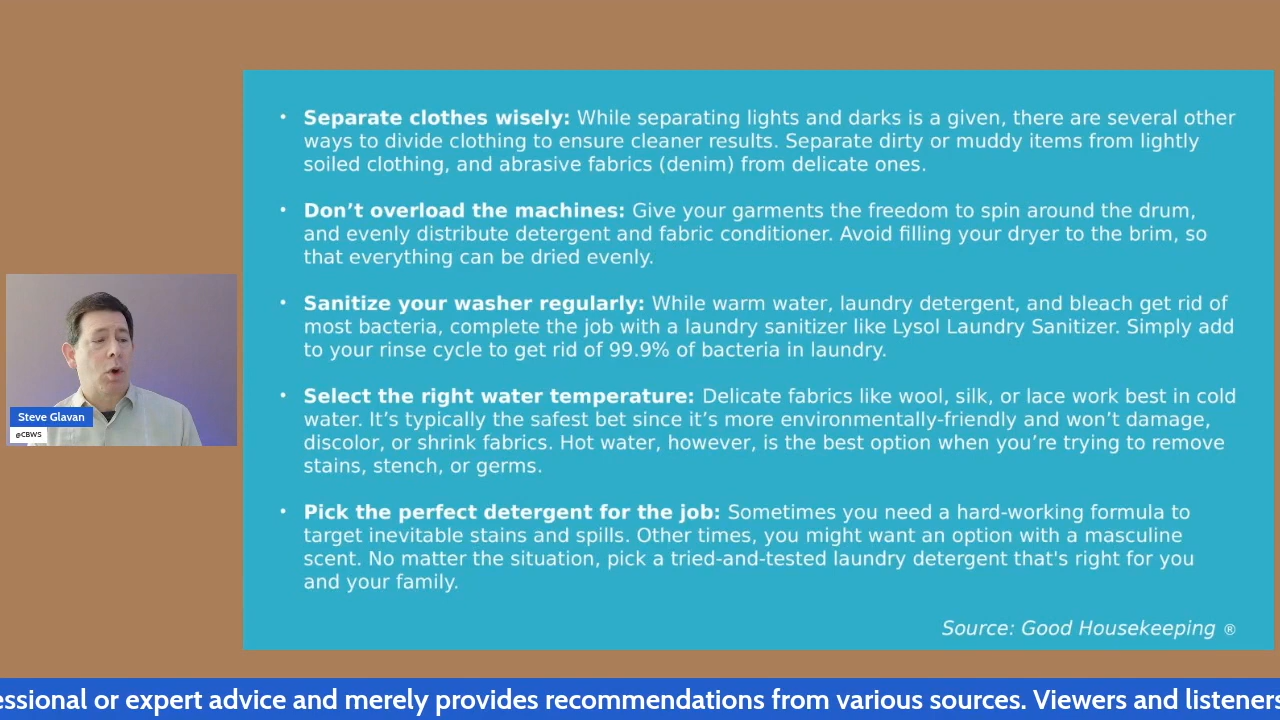 • Separate clothes wisely: While separating lights and darks is a given, there are several other
ways to divide clothing to ensure cleaner results. Separate dirty or muddy items from lightly
soiled clothing, and abrasive fabrics (denim) from delicate ones.
• Don’t overload the machines: Give your garments the freedom to spin around the drum,
and evenly distribute detergent and fabric conditioner. Avoid filling your dryer to the brim, so
that everything can be dried evenly.
• Sanitize your washer regularly: While warm water, laundry detergent, and bleach get rid of
most bacteria, complete the job with a laundry sanitizer like Lysol Laundry Sanitizer. Simply add
to your rinse cycle to get rid of 99.9% of bacteria in laundry.
• Select the right water temperature: Delicate fabrics like wool, silk, or lace work best in cold
water. It’s typically the safest bet since it’s more environmentally-friendly and won’t damage,
discolor, or shrink fabrics. Hot water, however, is the best option when you’re trying to remove
stains, stench, or germs.
• Pick the perfect detergent for the job: Sometimes you need a hard-working formula to
target inevitable stains and spills. Other times, you might want an option with a masculine
scent. No matter the situation, pick a tried-and-tested laundry detergent that's right for you
and your family.
Source: Good Housekeeping ®
Steve Glavan
@CBWS
essional or expert advice and merely provides recommendations from various sources. Viewers and listeners